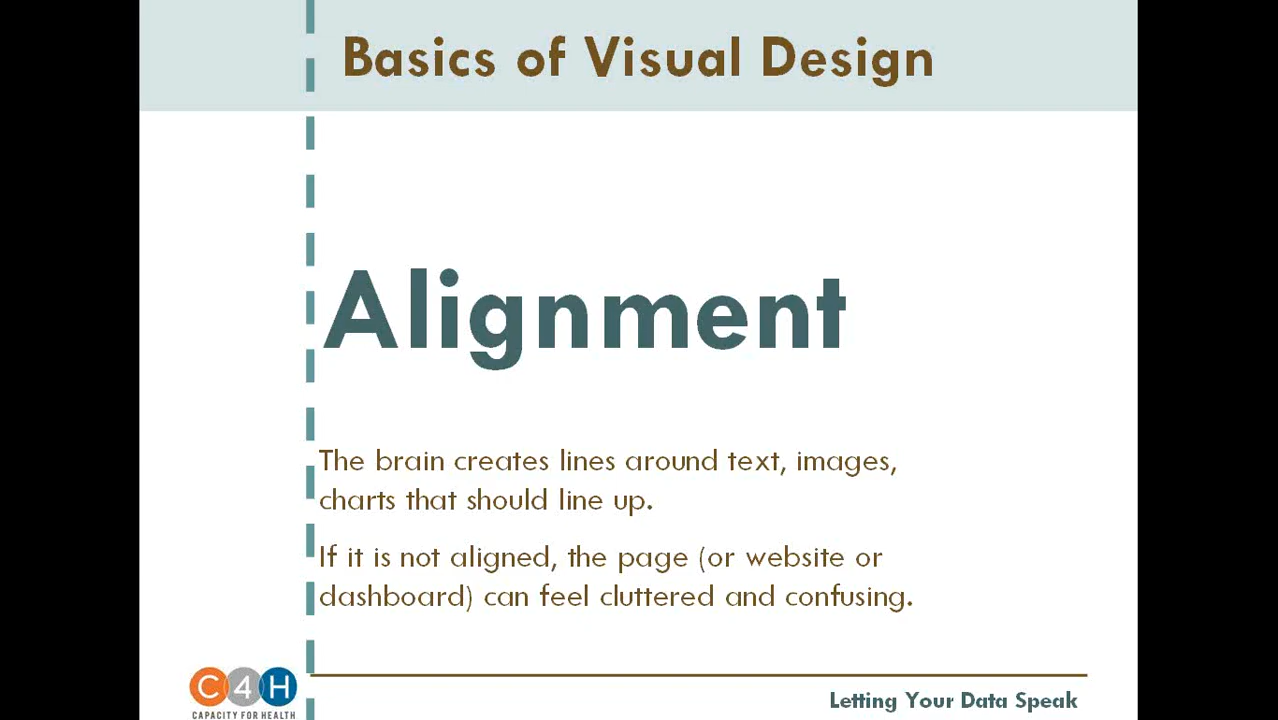 Basics of Visual Design
Alignment
The brain creates lines around text, images,
charts that should line up.
If it is not aligned, the page (or website or
dashboard) can feel cluttered and confusing.
C4H
CAPACITY FOR HEALTH
Letting Your Data Speak